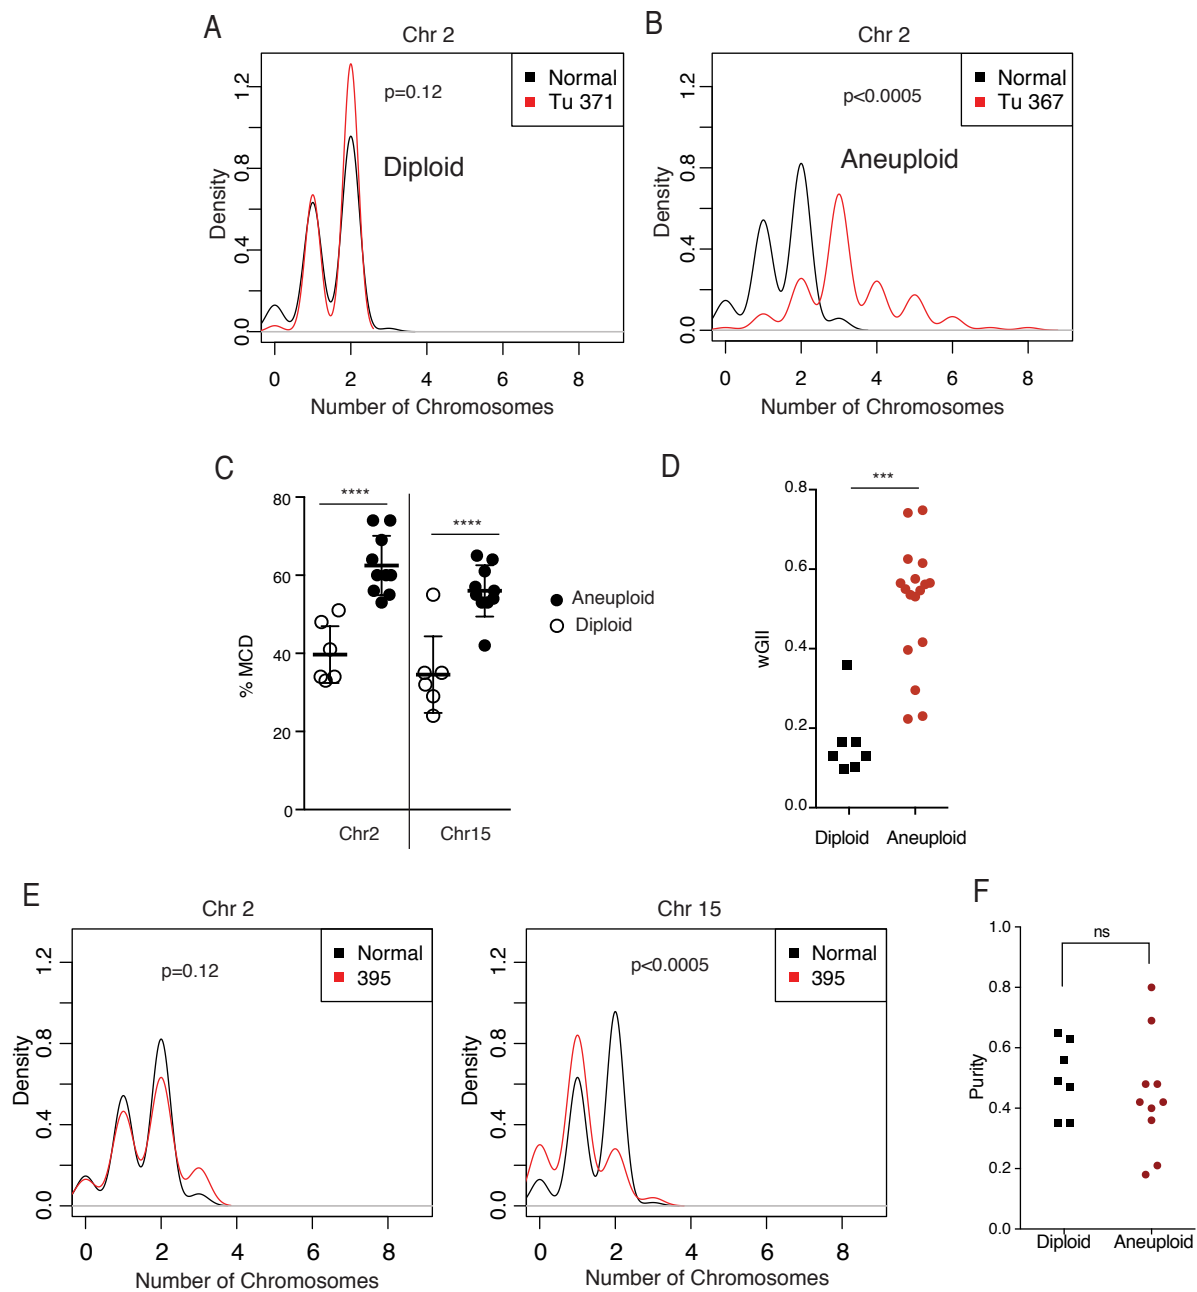 A
Chr 2
Normal
Tu 371
p=0.12
Diploid
Density
0.0 0.4 0.8 1.2
0 2 4 6 8
Number of Chromosomes
B
Chr 2
Normal
Tu 367
p<0.0005
Aneuploid
Density
0.0 0.4 0.8 1.2
0 2 4 6 8
Number of Chromosomes
C
80
60
40
20
0
% MCD
****
****
Chr2
Chr15
Aneuploid
Diploid
D
0.8
0.6
0.4
0.2
0.0
wGII
***
Diploid
Aneuploid
E
Chr 2
Normal
395
p=0.12
Density
0.0 0.4 0.8 1.2
0 2 4 6 8
Number of Chromosomes
Chr 15
Normal
395
p<0.0005
Density
0.0 0.4 0.8 1.2
0 2 4 6 8
Number of Chromosomes
F
1.0
0.8
0.6
0.4
0.2
0.0
Purity
ns
Diploid
Aneuploid